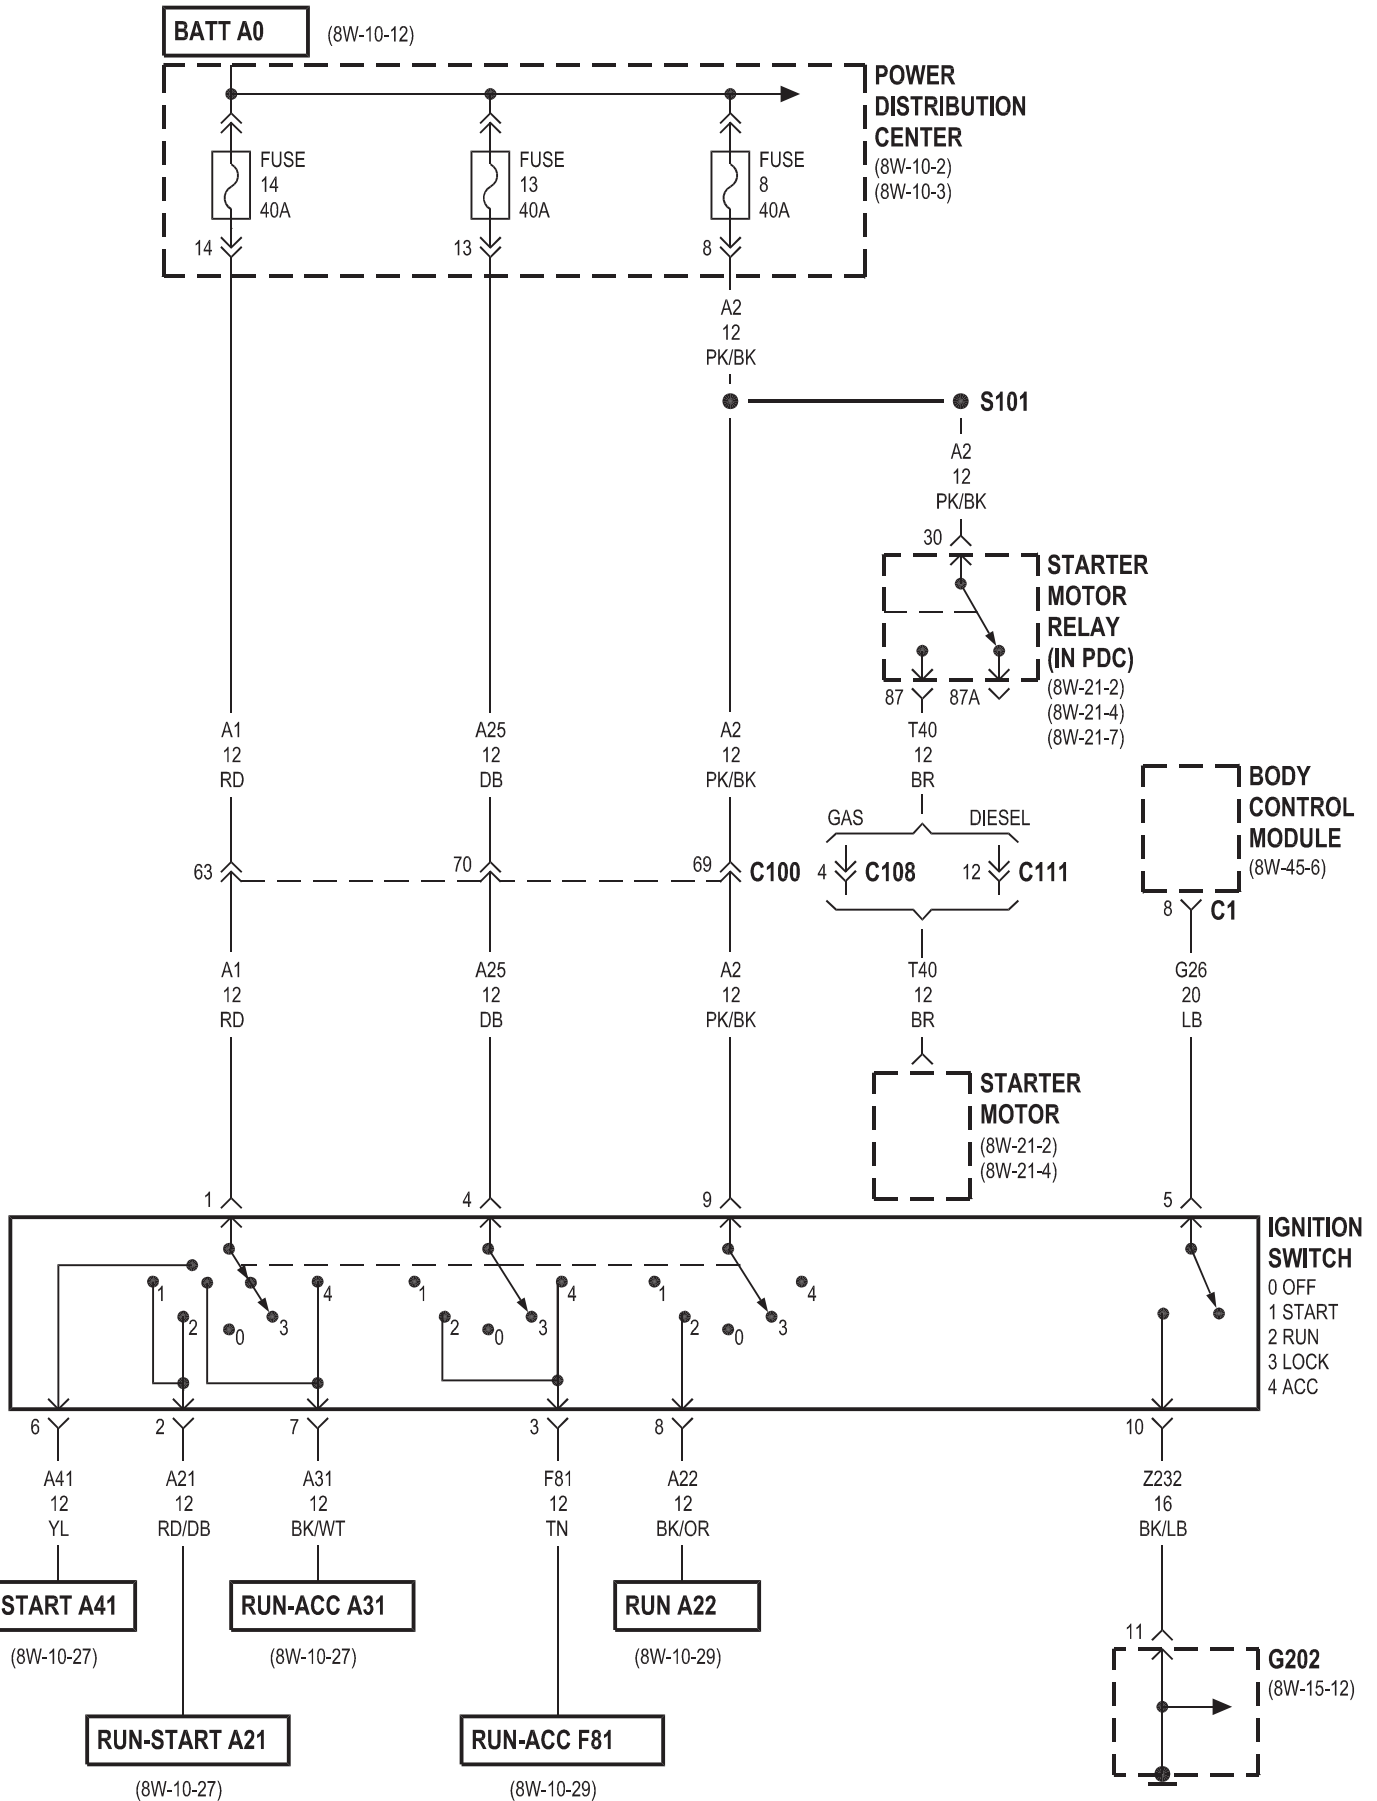 BATT A0
(8W-10-12)
POWER
DISTRIBUTION
CENTER
(8W-10-2)
(8W-10-3)
FUSE
14
40A
FUSE
13
40A
FUSE
8
40A
14
13
8
A2
12
PK/BK
S101
A2
12
PK/BK
30
STARTER
MOTOR
RELAY
(IN PDC)
(8W-21-2)
(8W-21-4)
(8W-21-7)
87
87A
A1
12
RD
A25
12
DB
A2
12
PK/BK
T40
12
BR
BODY
CONTROL
MODULE
(8W-45-6)
GAS
DIESEL
63
70
69
C100
4
C108
12
C111
8
C1
A1
12
RD
A25
12
DB
A2
12
PK/BK
T40
12
BR
G26
20
LB
STARTER
MOTOR
(8W-21-2)
(8W-21-4)
1
4
9
5
IGNITION
SWITCH
0 OFF
1 START
2 RUN
3 LOCK
4 ACC
1
2
0
3
4
1
2
0
3
4
1
2
0
3
4
6
2
7
3
8
10
A41
12
YL
A21
12
RD/DB
A31
12
BK/WT
F81
12
TN
A22
12
BK/OR
Z232
16
BK/LB
START A41
(8W-10-27)
RUN-ACC A31
(8W-10-27)
RUN A22
(8W-10-29)
11
G202
(8W-15-12)
RUN-START A21
(8W-10-27)
RUN-ACC F81
(8W-10-29)